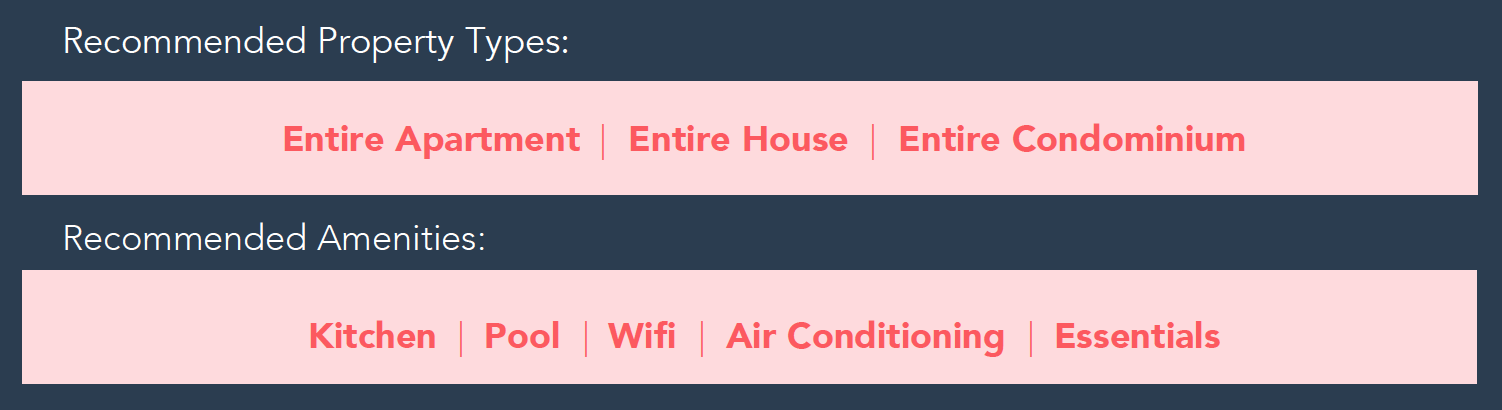 Recommended Property Types:
Entire Apartment | Entire House | Entire Condominium
Recommended Amenities:
Kitchen | Pool | Wifi | Air Conditioning | Essentials